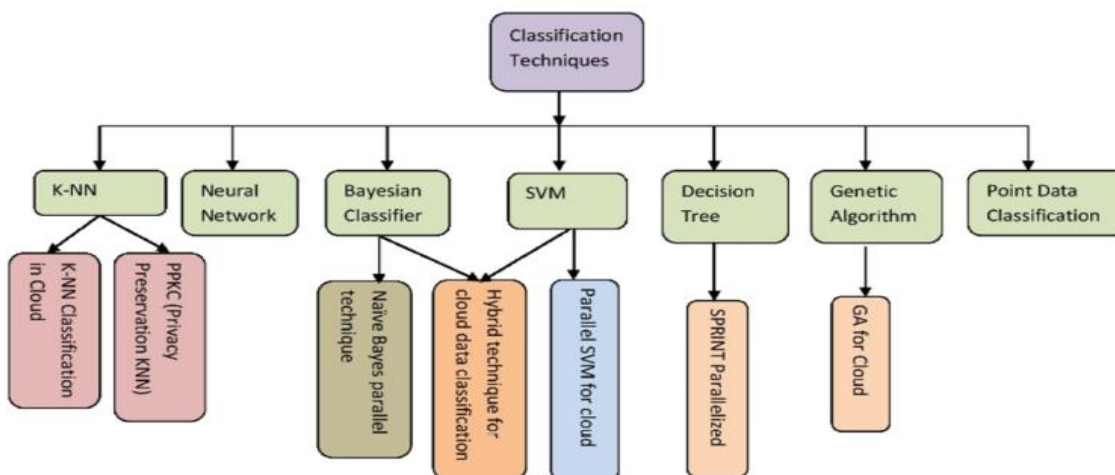 Classification
Techniques
K-NN
Neural
Network
Bayesian
Classifier
SVM
Decision
Tree
Genetic
Algorithm
Point Data
Classification
K-NN Classification
in Cloud
PPKC (Privacy
Preservation KNN)
Naïve Bayes parallel
technique
Hybrid technique for
cloud data classification
Parallel SVM for cloud
SPRINT Parallelized
GA for Cloud